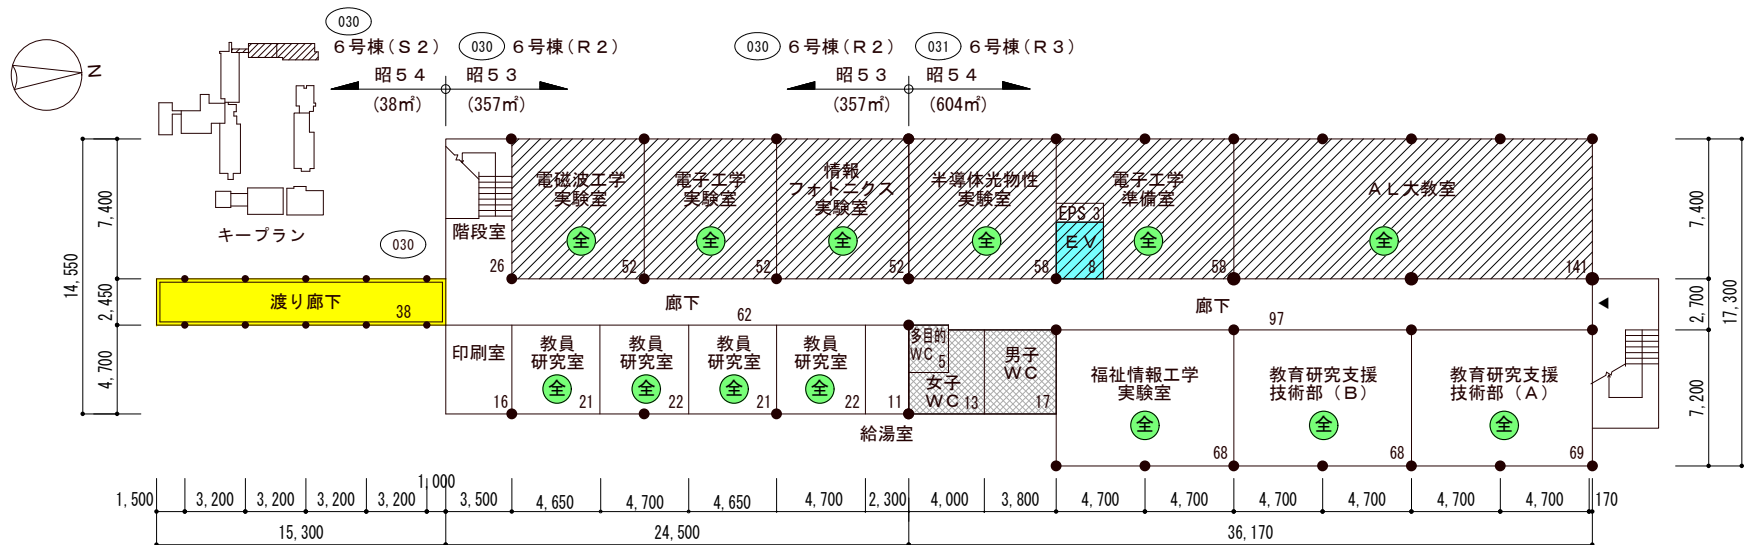 030
６号棟（Ｓ２）
030 ６号棟（Ｒ２）
030 ６号棟（Ｒ２）
031 ６号棟（Ｒ３）
昭５４
昭５３
昭５３
昭５４
(38㎡)
(357㎡)
(357㎡)
(604㎡)
N
キープラン
030
階段室
26
電磁波工学
実験室
全
52
電子工学
実験室
全
52
情報
フォトニクス
実験室
全
52
半導体光物性
実験室
全
58
電子工学
準備室
全
58
EPS 3
ＥＶ
8
ＡＬ大教室
全
141
渡り廊下
38
廊下
62
廊下
97
印刷室
16
教員
研究室
全
21
教員
研究室
全
22
教員
研究室
全
21
教員
研究室
全
22
11
給湯室
多目的
WC 5
女子
ＷＣ
13
男子
ＷＣ
17
福祉情報工学
実験室
全
68
教育研究支援
技術部（Ｂ）
全
68
教育研究支援
技術部（Ａ）
全
69
14,550
7,400
2,450
4,700
7,400
2,700
7,200
17,300
1,500
3,200
3,200
3,200
3,200
1,000
3,500
4,650
4,700
4,650
4,700
2,300
4,000
3,800
4,700
4,700
4,700
4,700
4,700
4,700
170
15,300
24,500
36,170